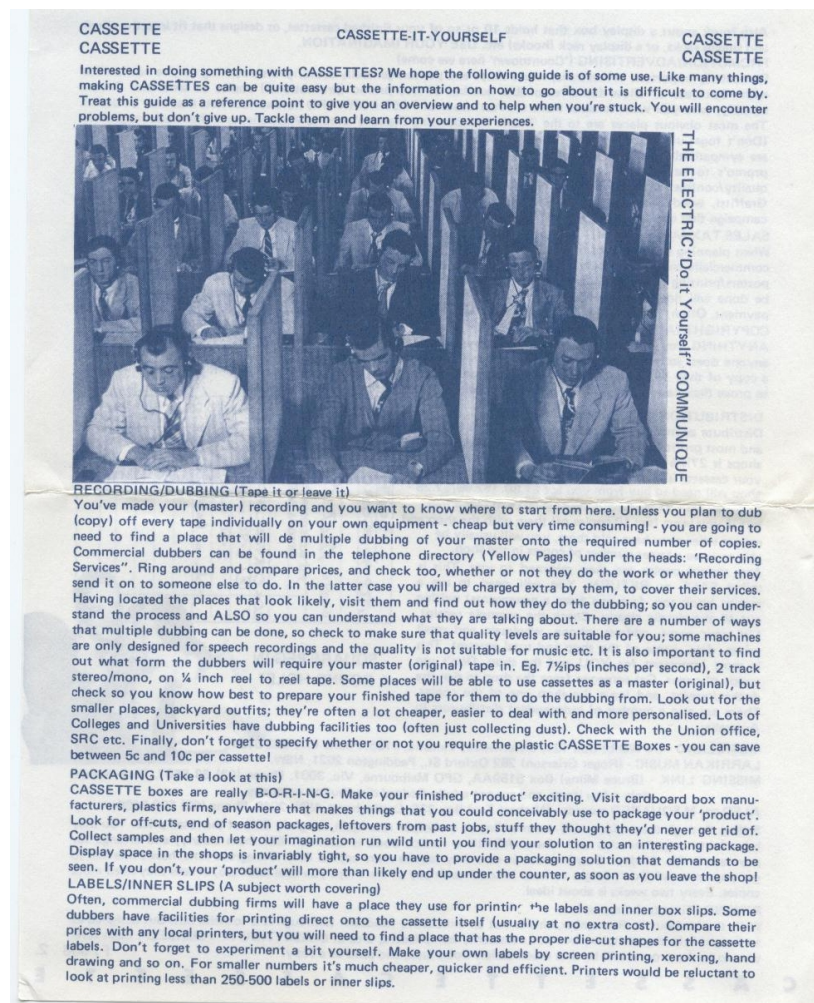 CASSETTE
CASSETTE
CASSETTE-IT-YOURSELF
CASSETTE
CASSETTE
Interested in doing something with CASSETTES? We hope the following guide is of some use. Like many things,
making CASSETTES can be quite easy but the information on how to go about it is difficult to come by.
Treat this guide as a reference point to give you an overview and to help when you're stuck. You will encounter
problems, but don't give up. Tackle them and learn from your experiences.
THE ELECTRIC "Do it Yourself" COMMUNIQUE
RECORDING/DUBBING (Tape it or leave it)
You've made your (master) recording and you want to know where to start from here. Unless you plan to dub
(copy) off every tape individually on your own equipment - cheap but very time consuming! - you are going to
need to find a place that will de multiple dubbing of your master onto the required number of copies.
Commercial dubbers can be found in the telephone directory (Yellow Pages) under the heads: 'Recording
Services". Ring around and compare prices, and check too, whether or not they do the work or whether they
send it on to someone else to do. In the latter case you will be charged extra by them, to cover their services.
Having located the places that look likely, visit them and find out how they do the dubbing; so you can under-
stand the process and ALSO so you can understand what they are talking about. There are a number of ways
that multiple dubbing can be done, so check to make sure that quality levels are suitable for you; some machines
are only designed for speech recordings and the quality is not suitable for music etc. It is also important to find
out what form the dubbers will require your master (original) tape in. Eg. 7½ips (inches per second), 2 track
stereo/mono, on ¼ inch reel to reel tape. Some places will be able to use cassettes as a master (original), but
check so you know how best to prepare your finished tape for them to do the dubbing from. Look out for the
smaller places, backyard outfits; they're often a lot cheaper, easier to deal with and more personalised. Lots of
Colleges and Universities have dubbing facilities too (often just collecting dust). Check with the Union office,
SRC etc. Finally, don't forget to specify whether or not you require the plastic CASSETTE Boxes - you can save
between 5c and 10c per cassette!
PACKAGING (Take a look at this)
CASSETTE boxes are really B-O-R-I-N-G. Make your finished 'product' exciting. Visit cardboard box manu-
facturers, plastics firms, anywhere that makes things that you could conceivably use to package your 'product'.
Look for off-cuts, end of season packages, leftovers from past jobs, stuff they thought they'd never get rid of.
Collect samples and then let your imagination run wild until you find your solution to an interesting package.
Display space in the shops is invariably tight, so you have to provide a packaging solution that demands to be
seen. If you don't, your 'product' will more than likely end up under the counter, as soon as you leave the shop!
LABELS/INNER SLIPS (A subject worth covering)
Often, commercial dubbing firms will have a place they use for printing the labels and inner box slips. Some
dubbers have facilities for printing direct onto the cassette itself (usually at no extra cost). Compare their
prices with any local printers, but you will need to find a place that has the proper die-cut shapes for the cassette
labels. Don't forget to experiment a bit yourself. Make your own labels by screen printing, xeroxing, hand
drawing and so on. For smaller numbers it's much cheaper, quicker and efficient. Printers would be reluctant to
look at printing less than 250-500 labels or inner slips.